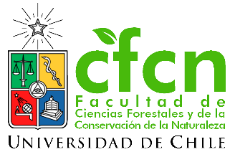 cfcn
Facultad de
Ciencias Forestales y de la
Conservación de la Naturaleza
UNIVERSIDAD DE CHILE